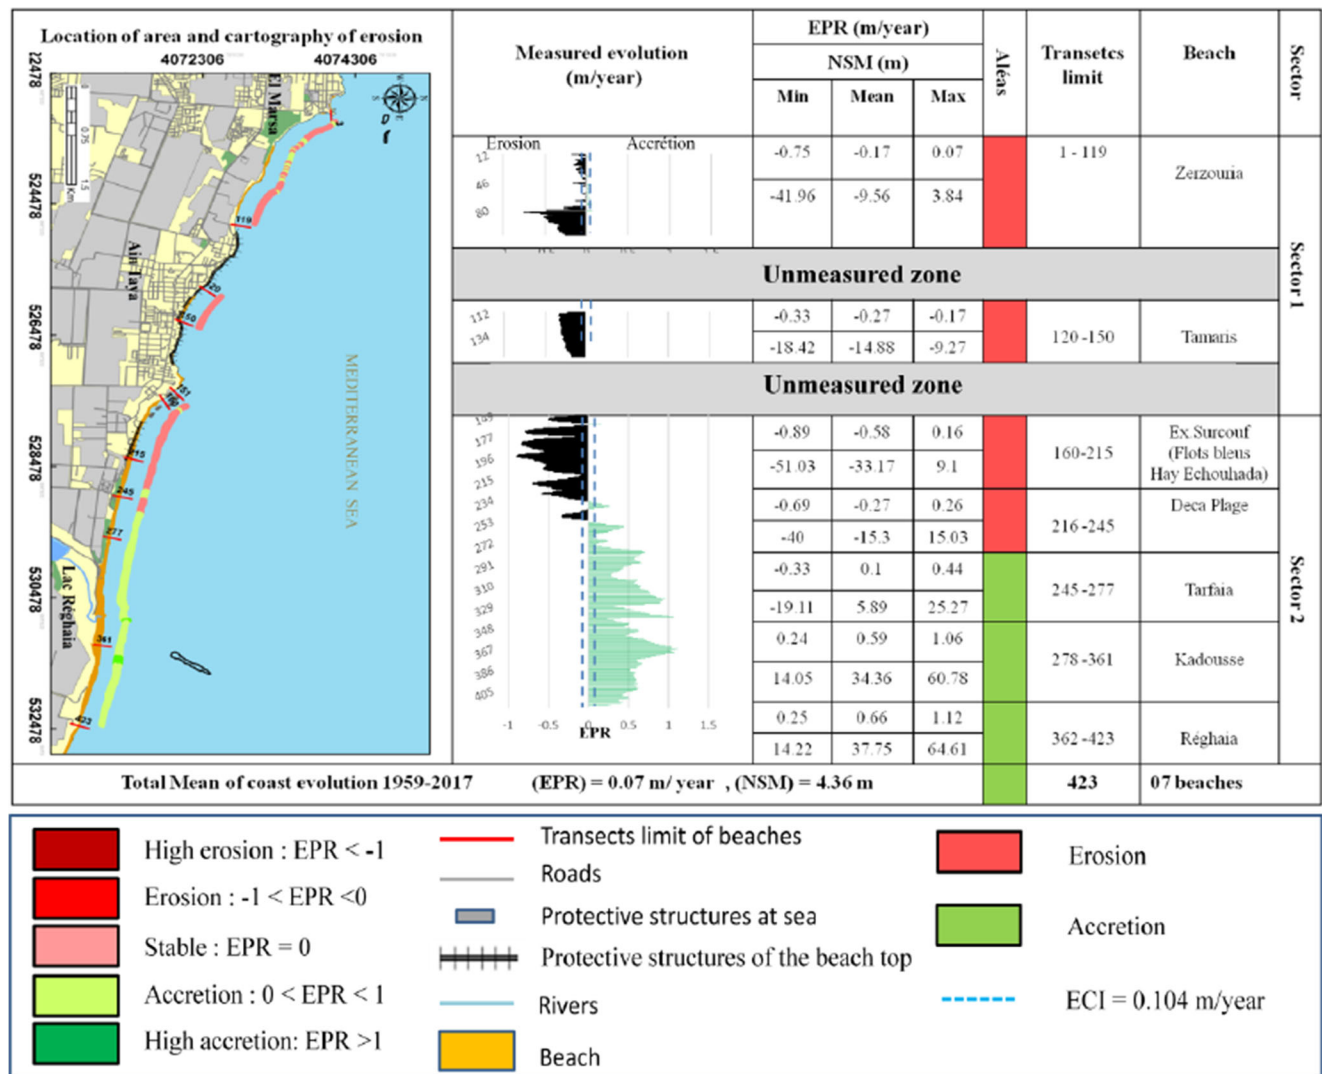 Location of area and cartography of erosion
4072306 4074306
22478
524478
526478
528478
530478
532478
0 0.75 1.5 Km
El Marsa
Ain Taya
Lac Réghaia
MEDITERRANEAN SEA
119
120
150
151
160
215
245
277
361
423
Measured evolution
(m/year)
EPR (m/year)
NSM (m)
Min Mean Max
Aléas
Transetcs
limit
Beach
Sector
Erosion Accrétion
12
46
80
-0.75 -0.17 0.07
-41.96 -9.56 3.84
1 - 119
Zerzouria
Unmeasured zone
Sector 1
112
134
-0.33 -0.27 -0.17
-18.42 -14.88 -9.27
120 -150
Tamaris
Unmeasured zone
177
196
215
234
253
272
291
310
329
348
367
386
405
-1 -0.5 0 0.5 1 1.5
EPR
-0.89 -0.58 0.16
-51.03 -33.17 9.1
160-215
Ex.Surcouf
(Flots bleus
Hay Echouhada)
-0.69 -0.27 0.26
-40 -15.3 15.03
216-245
Deca Plage
-0.33 0.1 0.44
-19.11 5.89 25.27
245-277
Tarfaia
0.24 0.59 1.06
14.05 34.36 60.78
278-361
Kadousse
0.25 0.66 1.12
14.22 37.75 64.61
362 -423
Réghaia
Sector 2
Total Mean of coast evolution 1959-2017 (EPR) = 0.07 m/ year , (NSM) = 4.36 m 423 07 beaches
High erosion : EPR < -1
Erosion : -1 < EPR <0
Stable : EPR = 0
Accretion : 0 < EPR < 1
High accretion: EPR >1
Transects limit of beaches
Roads
Protective structures at sea
Protective structures of the beach top
Rivers
Beach
Erosion
Accretion
ECI = 0.104 m/year